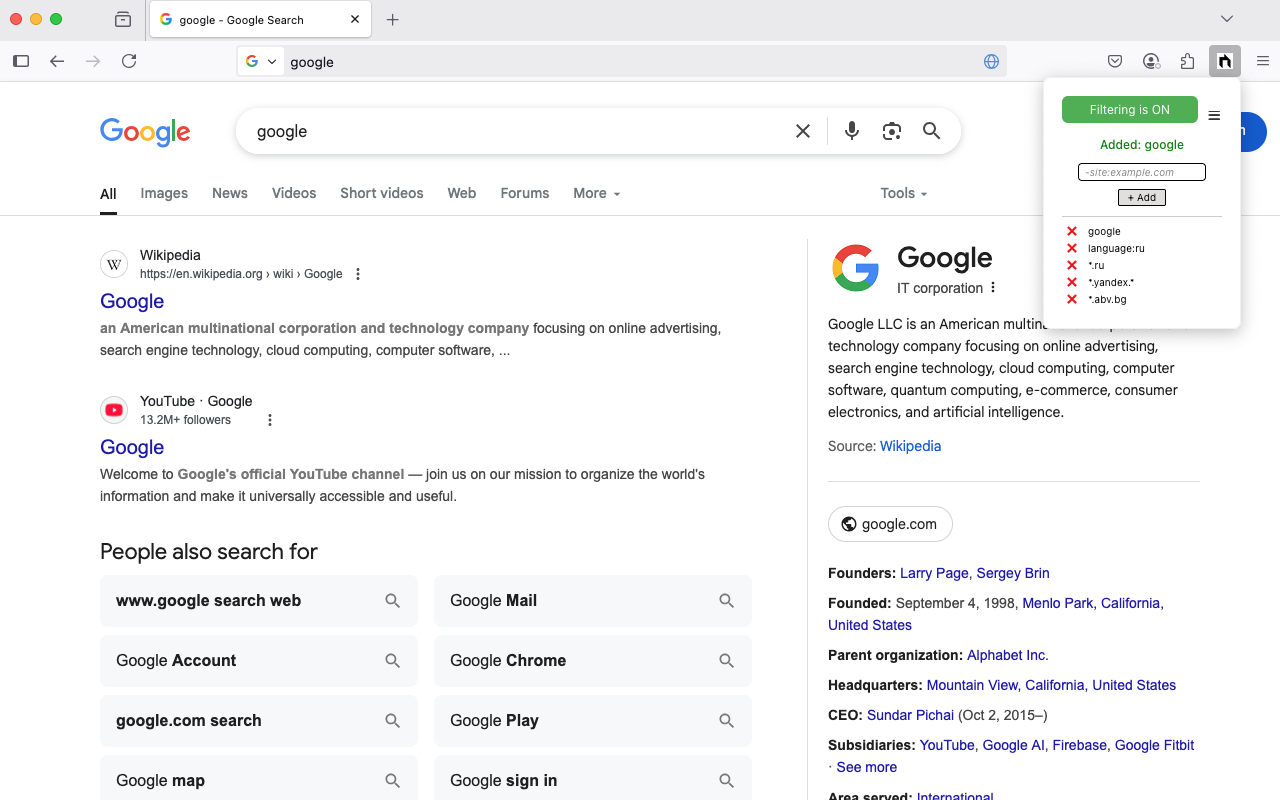 google - Google Search
google
Google
google
All
Images
News
Videos
Short videos
Web
Forums
More
Tools
Filtering is ON
Added: google
-site:example.com
+ Add
google
language:ru
*.ru
*.yandex.*
*.abv.bg
W
Wikipedia
https://en.wikipedia.org › wiki › Google
Google
an American multinational corporation and technology company focusing on online advertising,
search engine technology, cloud computing, computer software, ...
YouTube · Google
13.2M+ followers
Google
Welcome to Google's official YouTube channel — join us on our mission to organize the world's
information and make it universally accessible and useful.
People also search for
www.google search web
Google Mail
Google Account
Google Chrome
google.com search
Google Play
Google map
Google sign in
Google
IT corporation
Google LLC is an American
technology company focusing on online advertising,
search engine technology, cloud computing, computer
software, quantum computing, e-commerce, consumer
electronics, and artificial intelligence.
Source: Wikipedia
google.com
Founders: Larry Page, Sergey Brin
Founded: September 4, 1998, Menlo Park, California,
United States
Parent organization: Alphabet Inc.
Headquarters: Mountain View, California, United States
CEO: Sundar Pichai (Oct 2, 2015–)
Subsidiaries: YouTube, Google AI, Firebase, Google Fitbit
· See more
Area served: International